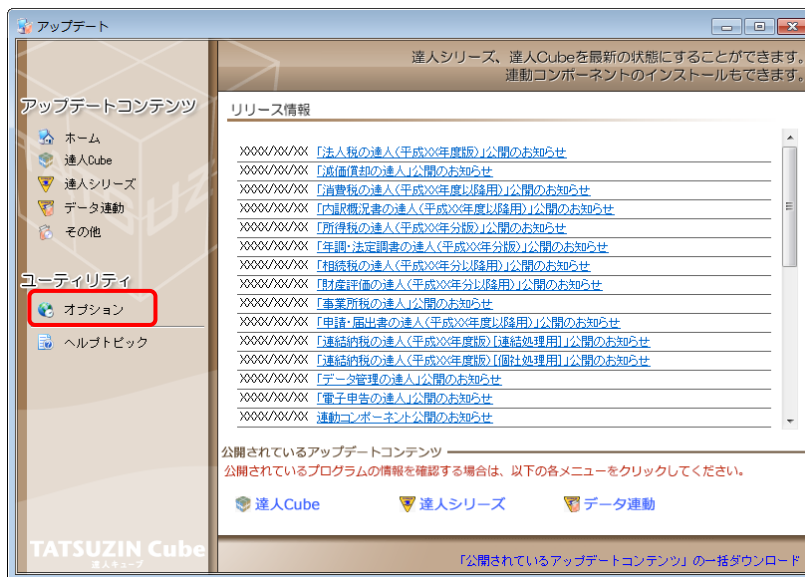 アップデート
達人シリーズ、達人Cubeを最新の状態にすることができます。
連動コンポーネントのインストールもできます。
アップデートコンテンツ
ホーム
達人Cube
達人シリーズ
データ連動
その他
ユーティリティ
オプション
ヘルプトピック
リリース情報
XXXX/XX/XX 「法人税の達人(平成XX年度版)」公開のお知らせ
XXXX/XX/XX 「減価償却の達人」公開のお知らせ
XXXX/XX/XX 「消費税の達人(平成XX年度以降用)」公開のお知らせ
XXXX/XX/XX 「内訳概況書の達人(平成XX年度以降用)」公開のお知らせ
XXXX/XX/XX 「所得税の達人(平成XX年分版)」公開のお知らせ
XXXX/XX/XX 「年調・法定調書の達人(平成XX年分版)」公開のお知らせ
XXXX/XX/XX 「相続税の達人(平成XX年分以降用)」公開のお知らせ
XXXX/XX/XX 「財産評価の達人(平成XX年分以降用)」公開のお知らせ
XXXX/XX/XX 「事業所税の達人」公開のお知らせ
XXXX/XX/XX 「申請・届出書の達人(平成XX年度以降用)」公開のお知らせ
XXXX/XX/XX 「連結納税の達人(平成XX年度版)[連結処理用]」公開のお知らせ
XXXX/XX/XX 「連結納税の達人(平成XX年度版)[個社処理用]」公開のお知らせ
XXXX/XX/XX 「データ管理の達人」公開のお知らせ
XXXX/XX/XX 「電子申告の達人」公開のお知らせ
XXXX/XX/XX 連動コンポーネント公開のお知らせ
公開されているアップデートコンテンツ
公開されているプログラムの情報を確認する場合は、以下の各メニューをクリックしてください。
達人Cube 達人シリーズ データ連動
TATSUZIN Cube
達人キューブ
「公開されているアップデートコンテンツ」の一括ダウンロード